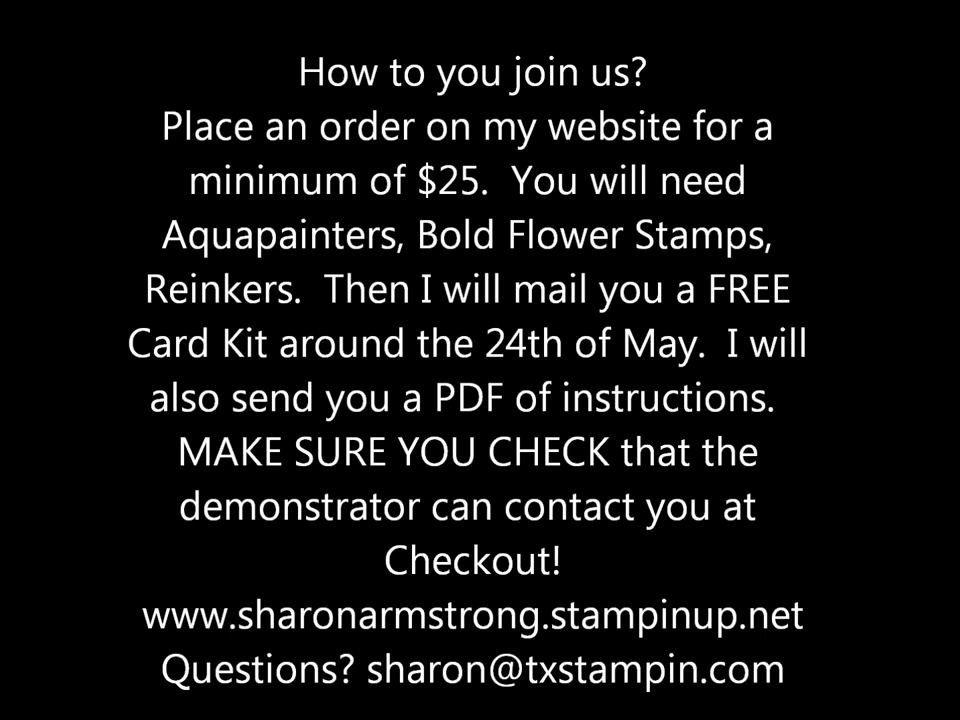 How to you join us?
Place an order on my website for a
minimum of $25.  You will need
Aquapainters, Bold Flower Stamps,
Reinkers.  Then I will mail you a FREE
Card Kit around the 24th of May.  I will
also send you a PDF of instructions.
MAKE SURE YOU CHECK that the
demonstrator can contact you at
Checkout!
www.sharonarmstrong.stampinup.net
Questions? sharon@txstampin.com